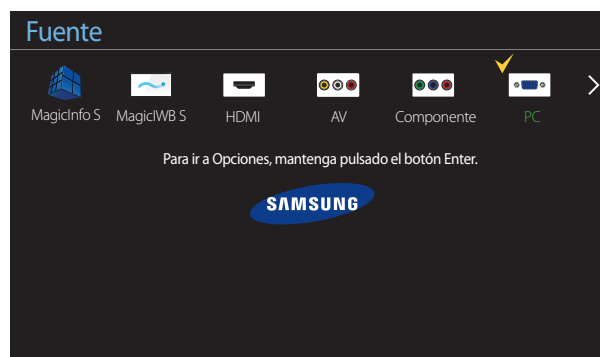 Fuente
MagicInfo S MagicIWB S HDMI AV Componente PC
Para ir a Opciones, mantenga pulsado el botón Enter.
SAMSUNG